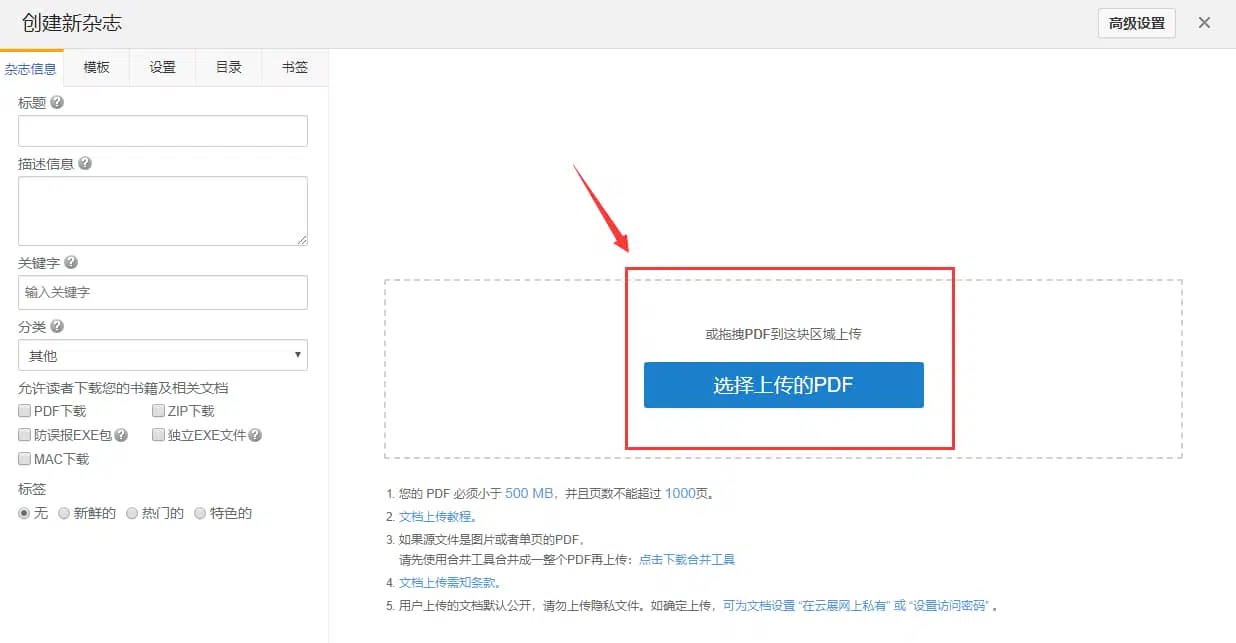 创建新杂志
高级设置
杂志信息 模板 设置 目录 书签
标题
描述信息
关键字
输入关键字
分类
其他
允许读者下载您的书籍及相关文档
PDF下载 ZIP下载
防误报EXE包 独立EXE文件
MAC下载
标签
无 新鲜的 热门的 特色的
或拖拽PDF到这块区域上传
选择上传的PDF
1. 您的 PDF 必须小于 500 MB，并且页数不能超过 1000页。
2. 文档上传教程。
3. 如果源文件是图片或者单页的PDF，
请先使用合并工具合并成一整个PDF再上传：点击下载合并工具
4. 文档上传需知条款。
5. 用户上传的文档默认公开，请勿上传隐私文件。如确定上传，可为文档设置 “在云展网上私有” 或 “设置访问密码” 。